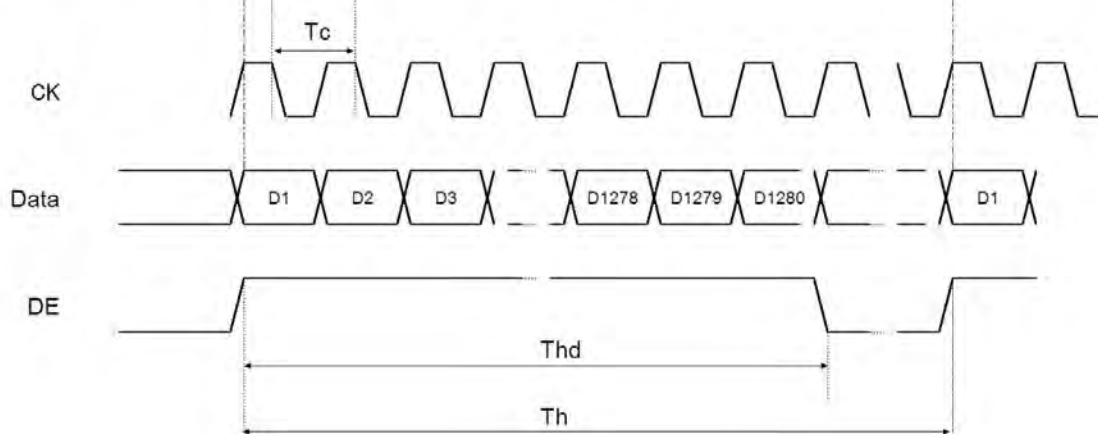 Tc
CK
Data D1 D2 D3 D1278 D1279 D1280 D1
DE
Thd
Th